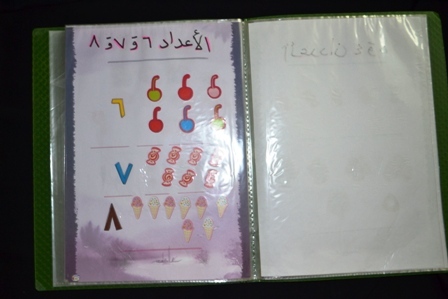 الأعداد ٦ و ٧ و ٨
٦
٧
٨